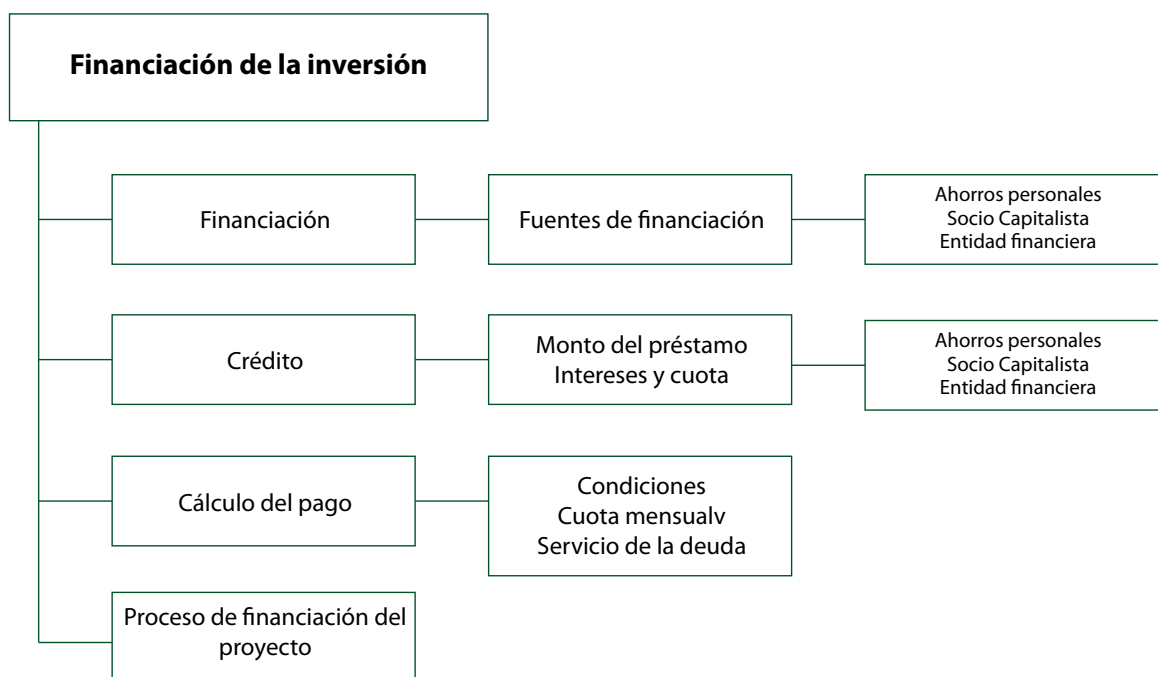 Financiación de la inversión
Financiación
Fuentes de financiación
Ahorros personales
Socio Capitalista
Entidad financiera
Crédito
Monto del préstamo
Intereses y cuota
Ahorros personales
Socio Capitalista
Entidad financiera
Cálculo del pago
Condiciones
Cuota mensualv
Servicio de la deuda
Proceso de financiación del
proyecto